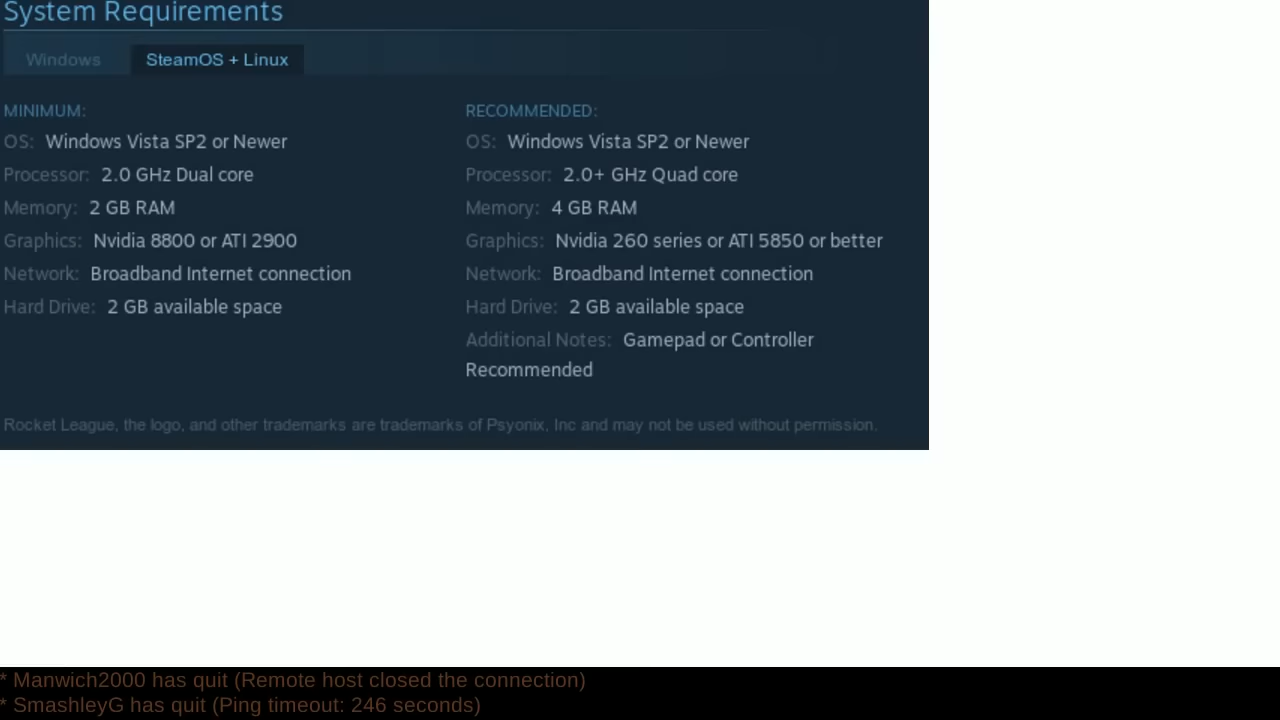 System Requirements
Windows
SteamOS + Linux
MINIMUM:
OS: Windows Vista SP2 or Newer
Processor: 2.0 GHz Dual core
Memory: 2 GB RAM
Graphics: Nvidia 8800 or ATI 2900
Network: Broadband Internet connection
Hard Drive: 2 GB available space
RECOMMENDED:
OS: Windows Vista SP2 or Newer
Processor: 2.0+ GHz Quad core
Memory: 4 GB RAM
Graphics: Nvidia 260 series or ATI 5850 or better
Network: Broadband Internet connection
Hard Drive: 2 GB available space
Additional Notes: Gamepad or Controller
Recommended
Rocket League, the logo, and other trademarks are trademarks of Psyonix, Inc and may not be used without permission.
* Manwich2000 has quit (Remote host closed the connection)
* SmashleyG has quit (Ping timeout: 246 seconds)